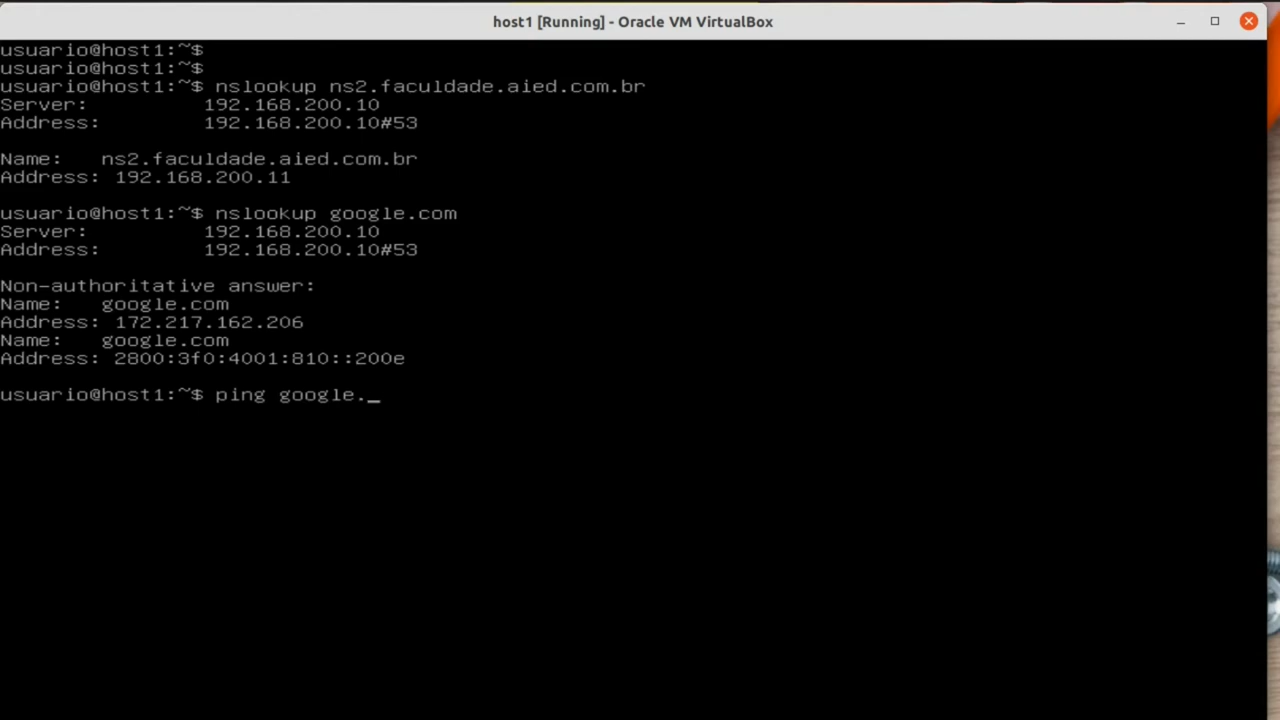 host1 [Running] - Oracle VM VirtualBox
usuario@host1:~$
usuario@host1:~$
usuario@host1:~$ nslookup ns2.faculdade.aied.com.br
Server: 192.168.200.10
Address: 192.168.200.10#53
Name: ns2.faculdade.aied.com.br
Address: 192.168.200.11
usuario@host1:~$ nslookup google.com
Server: 192.168.200.10
Address: 192.168.200.10#53
Non-authoritative answer:
Name: google.com
Address: 172.217.162.206
Name: google.com
Address: 2800:3f0:4001:810::200e
usuario@host1:~$ ping google._